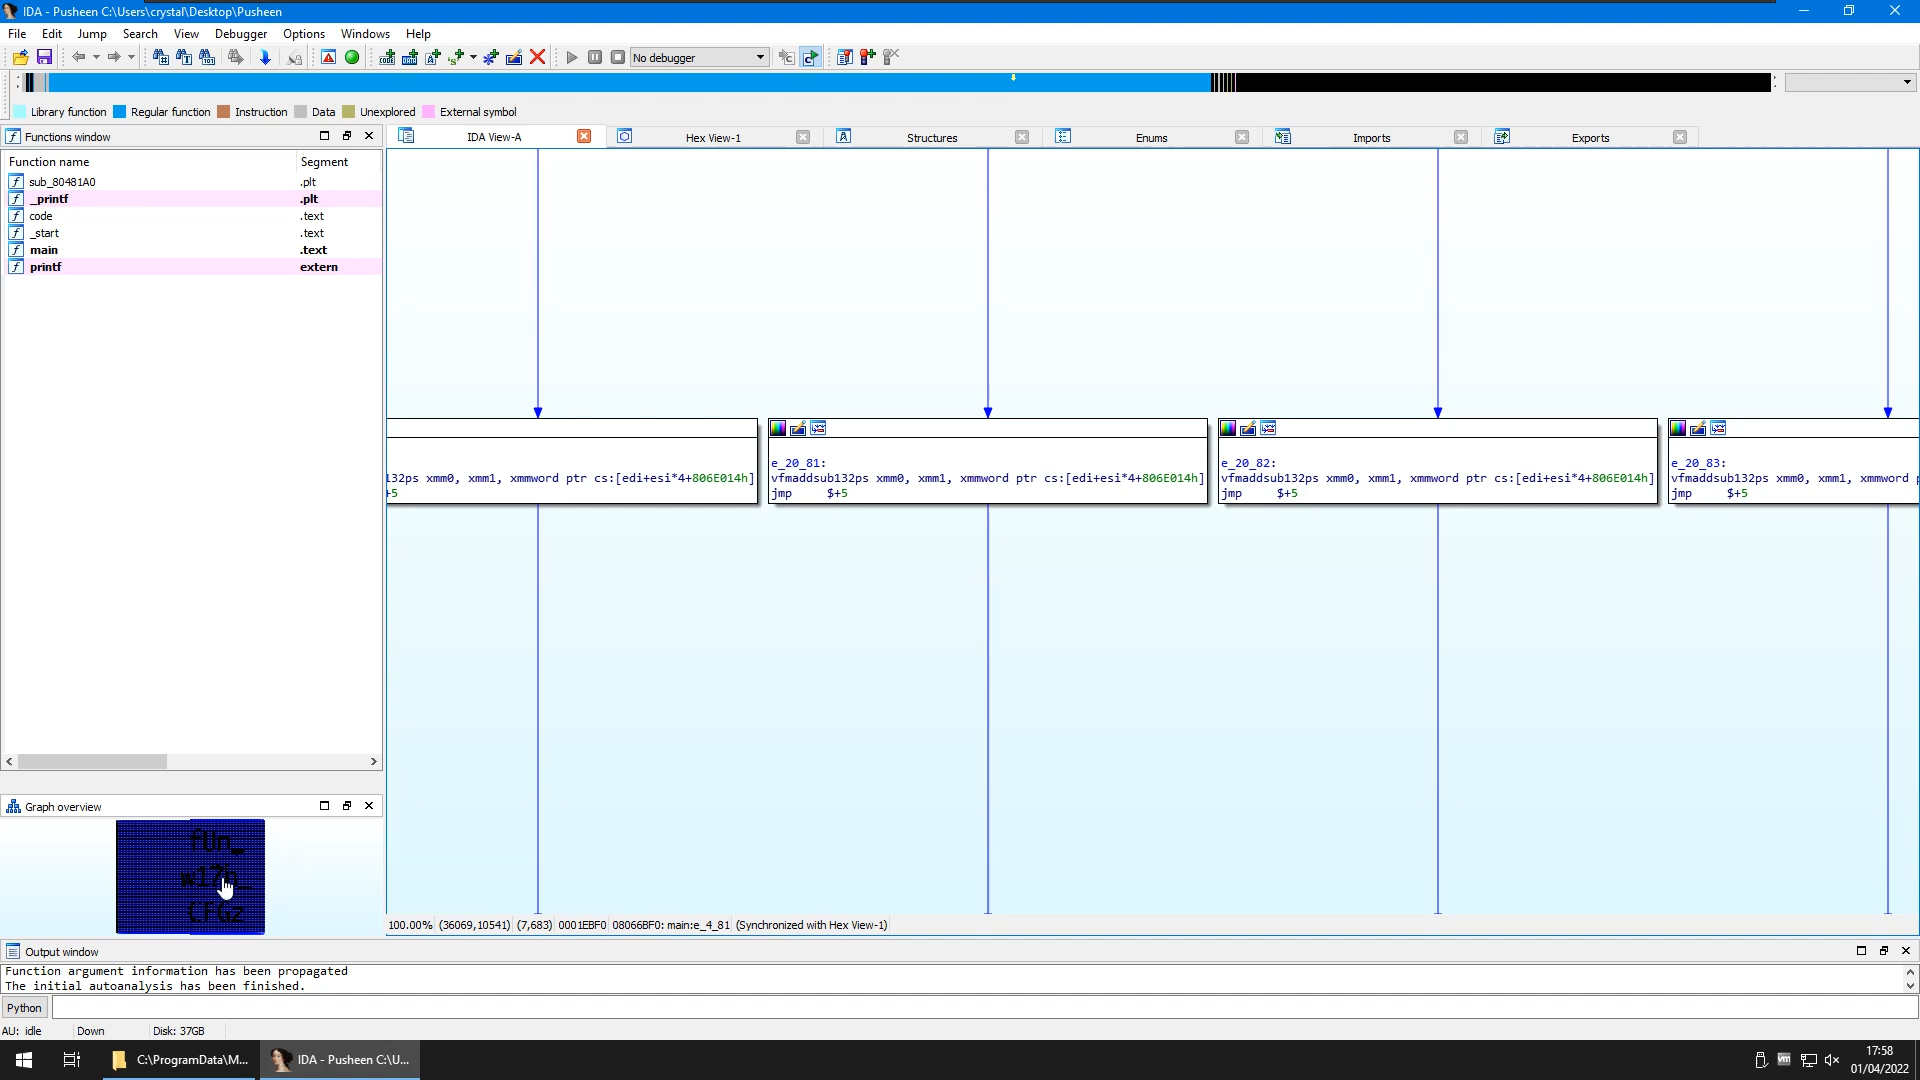 IDA - Pusheen C:\Users\crystal\Desktop\Pusheen
File Edit Jump Search View Debugger Options Windows Help
No debugger
Library function Regular function Instruction Data Unexplored External symbol
Functions window
IDA View-A Hex View-1 Structures Enums Imports Exports
Function name Segment
sub_80481A0 .plt
_printf .plt
code .text
_start .text
main .text
printf extern
132ps xmm0, xmm1, xmmword ptr cs:[edi+esi*4+806E014h]
+5
e_20_81:
vfmaddsub132ps xmm0, xmm1, xmmword ptr cs:[edi+esi*4+806E014h]
jmp $+5
e_20_82:
vfmaddsub132ps xmm0, xmm1, xmmword ptr cs:[edi+esi*4+806E014h]
jmp $+5
e_20_83:
vfmaddsub132ps xmm0, xmm1, xmmword p
jmp $+5
Graph overview
fUn_
CFGz
100.00% (36069,10541) (7,683) 0001EBF0 08066BF0: main:e_4_81 (Synchronized with Hex View-1)
Output window
Function argument information has been propagated
The initial autoanalysis has been finished.
Python
AU: idle Down Disk: 37GB
C:\ProgramData\M...
IDA - Pusheen C:\U...
vm
17:58
01/04/2022